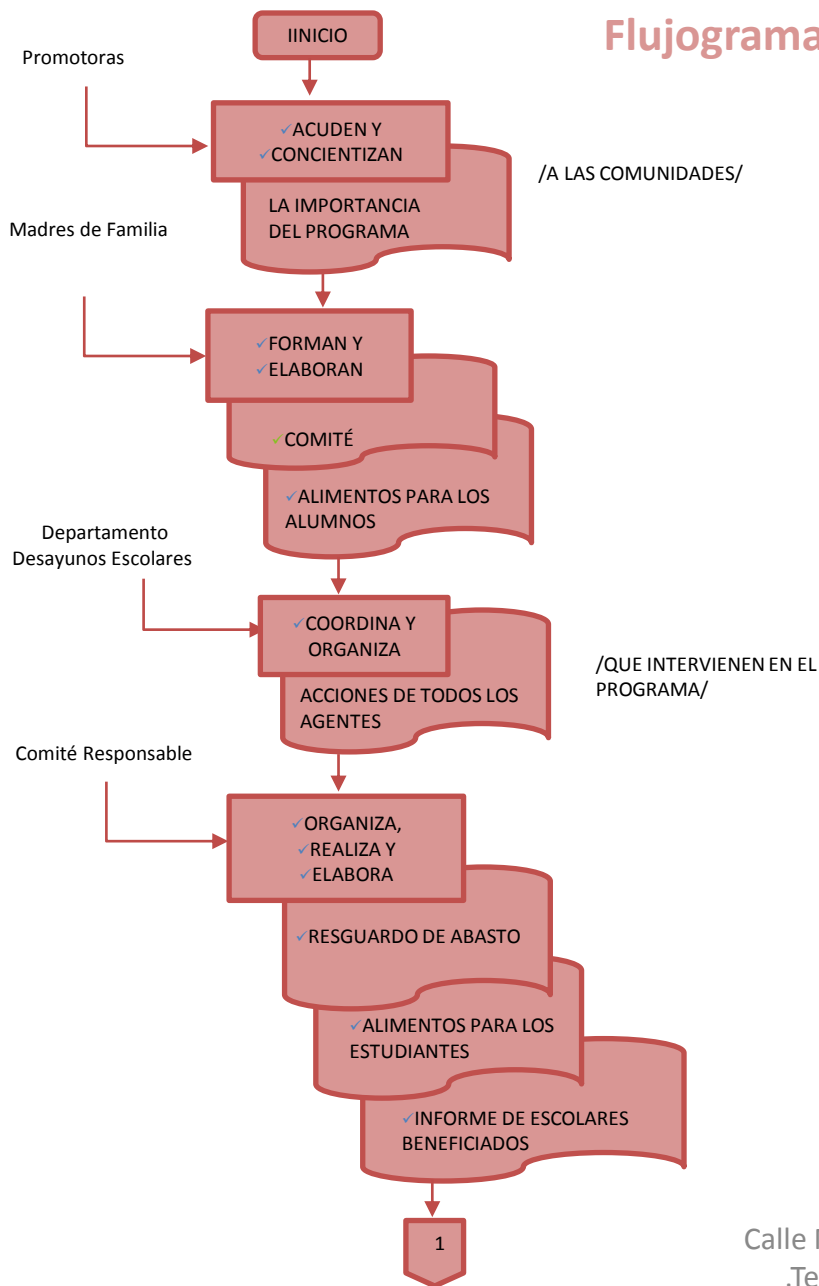 Flujograma
IINICIO
Promotoras
✓ACUDEN Y
✓CONCIENTIZAN
/A LAS COMUNIDADES/
LA IMPORTANCIA
DEL PROGRAMA
Madres de Familia
✓FORMAN Y
✓ELABORAN
✓COMITÉ
✓ALIMENTOS PARA LOS
ALUMNOS
Departamento
Desayunos Escolares
✓COORDINA Y
ORGANIZA
/QUE INTERVIENEN EN EL
PROGRAMA/
ACCIONES DE TODOS LOS
AGENTES
Comité Responsable
✓ORGANIZA,
✓REALIZA Y
✓ELABORA
✓RESGUARDO DE ABASTO
✓ALIMENTOS PARA LOS
ESTUDIANTES
✓INFORME DE ESCOLARES
BENEFICIADOS
1
Calle
.Te